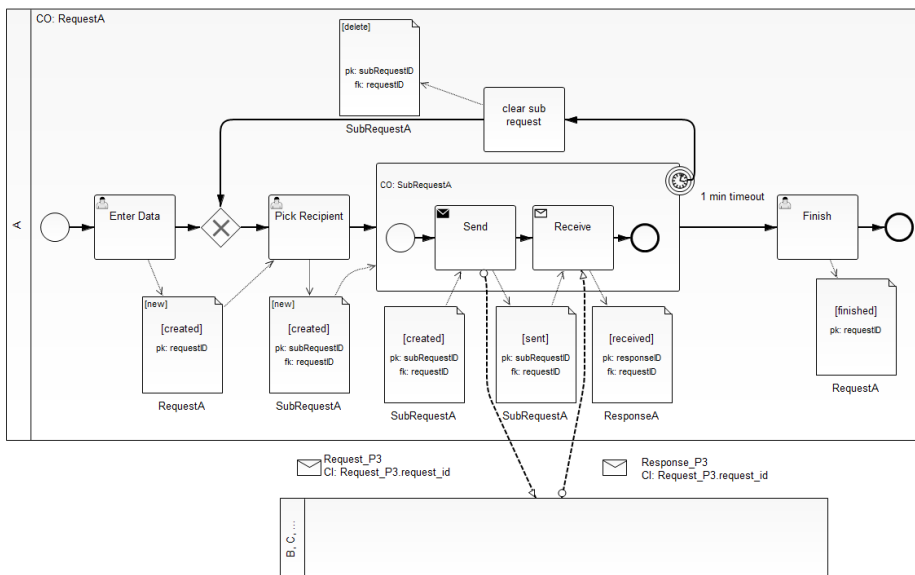 CO: RequestA
[delete]
pk: subRequestID
fk: requestID
SubRequestA
clear sub
request
CO: SubRequestA
1 min timeout
A
Enter Data
Pick Recipient
Send
Receive
Finish
[new]
[created]
pk: requestID
RequestA
[new]
[created]
pk: subRequestID
fk: requestID
SubRequestA
[created]
pk: subRequestID
fk: requestID
SubRequestA
[sent]
pk: subRequestID
fk: requestID
SubRequestA
[received]
pk: responseID
fk: requestID
ResponseA
[finished]
pk: requestID
RequestA
Request_P3
CI: Request_P3.request_id
Response_P3
CI: Request_P3.request_id
B, C, ...